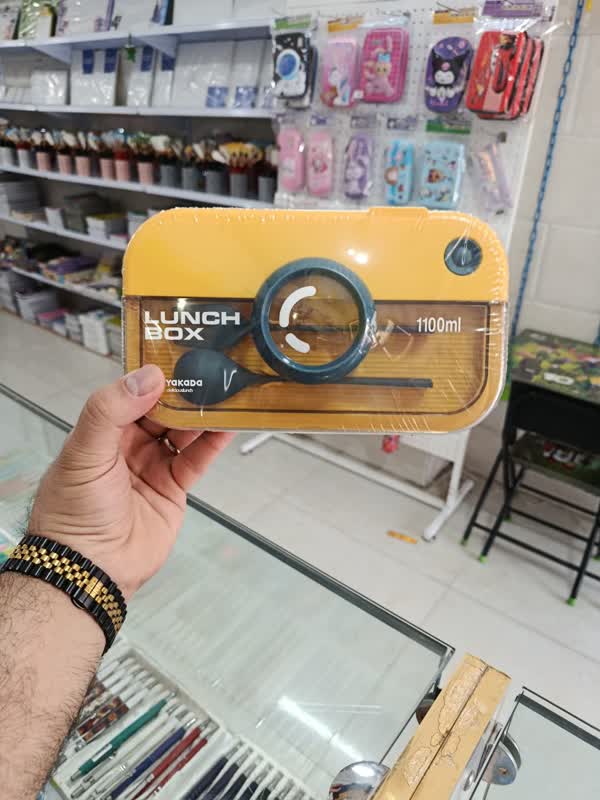 LUNCH
BOX
1100ml
YAKADA